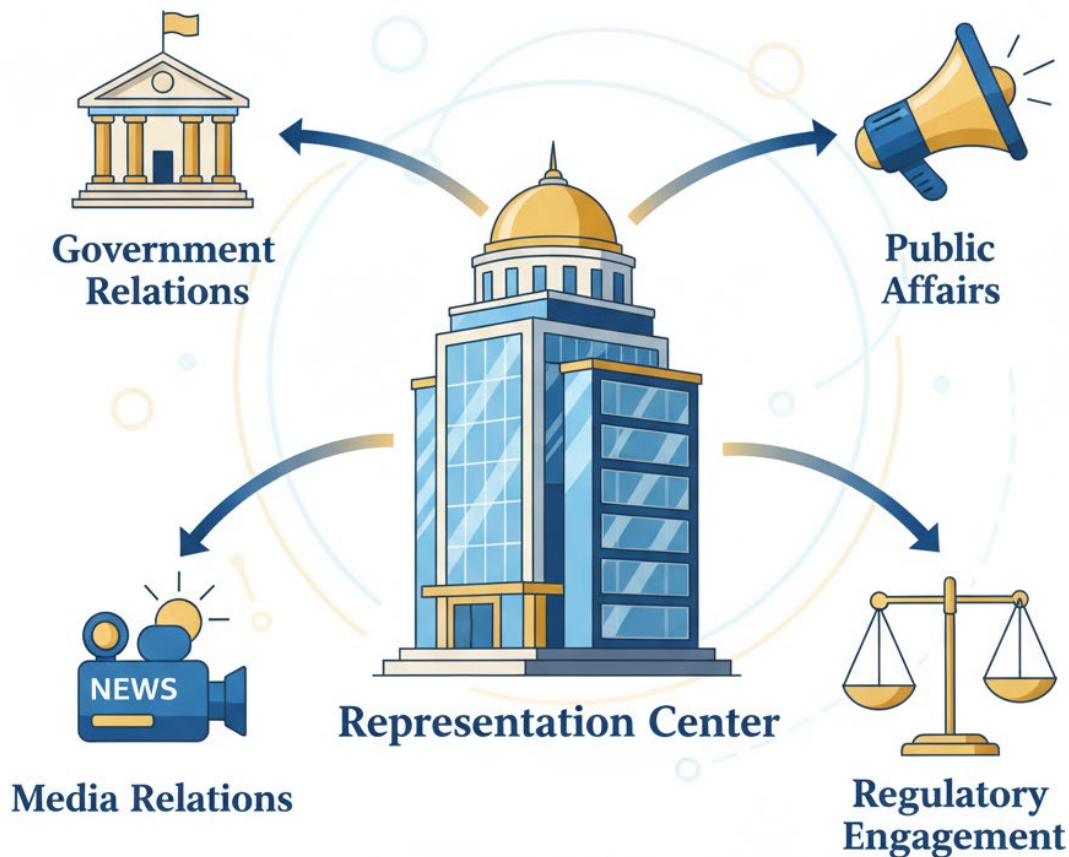 Government
Relations
Public
Affairs
NEWS
Representation Center
Media Relations
Regulatory
Engagement